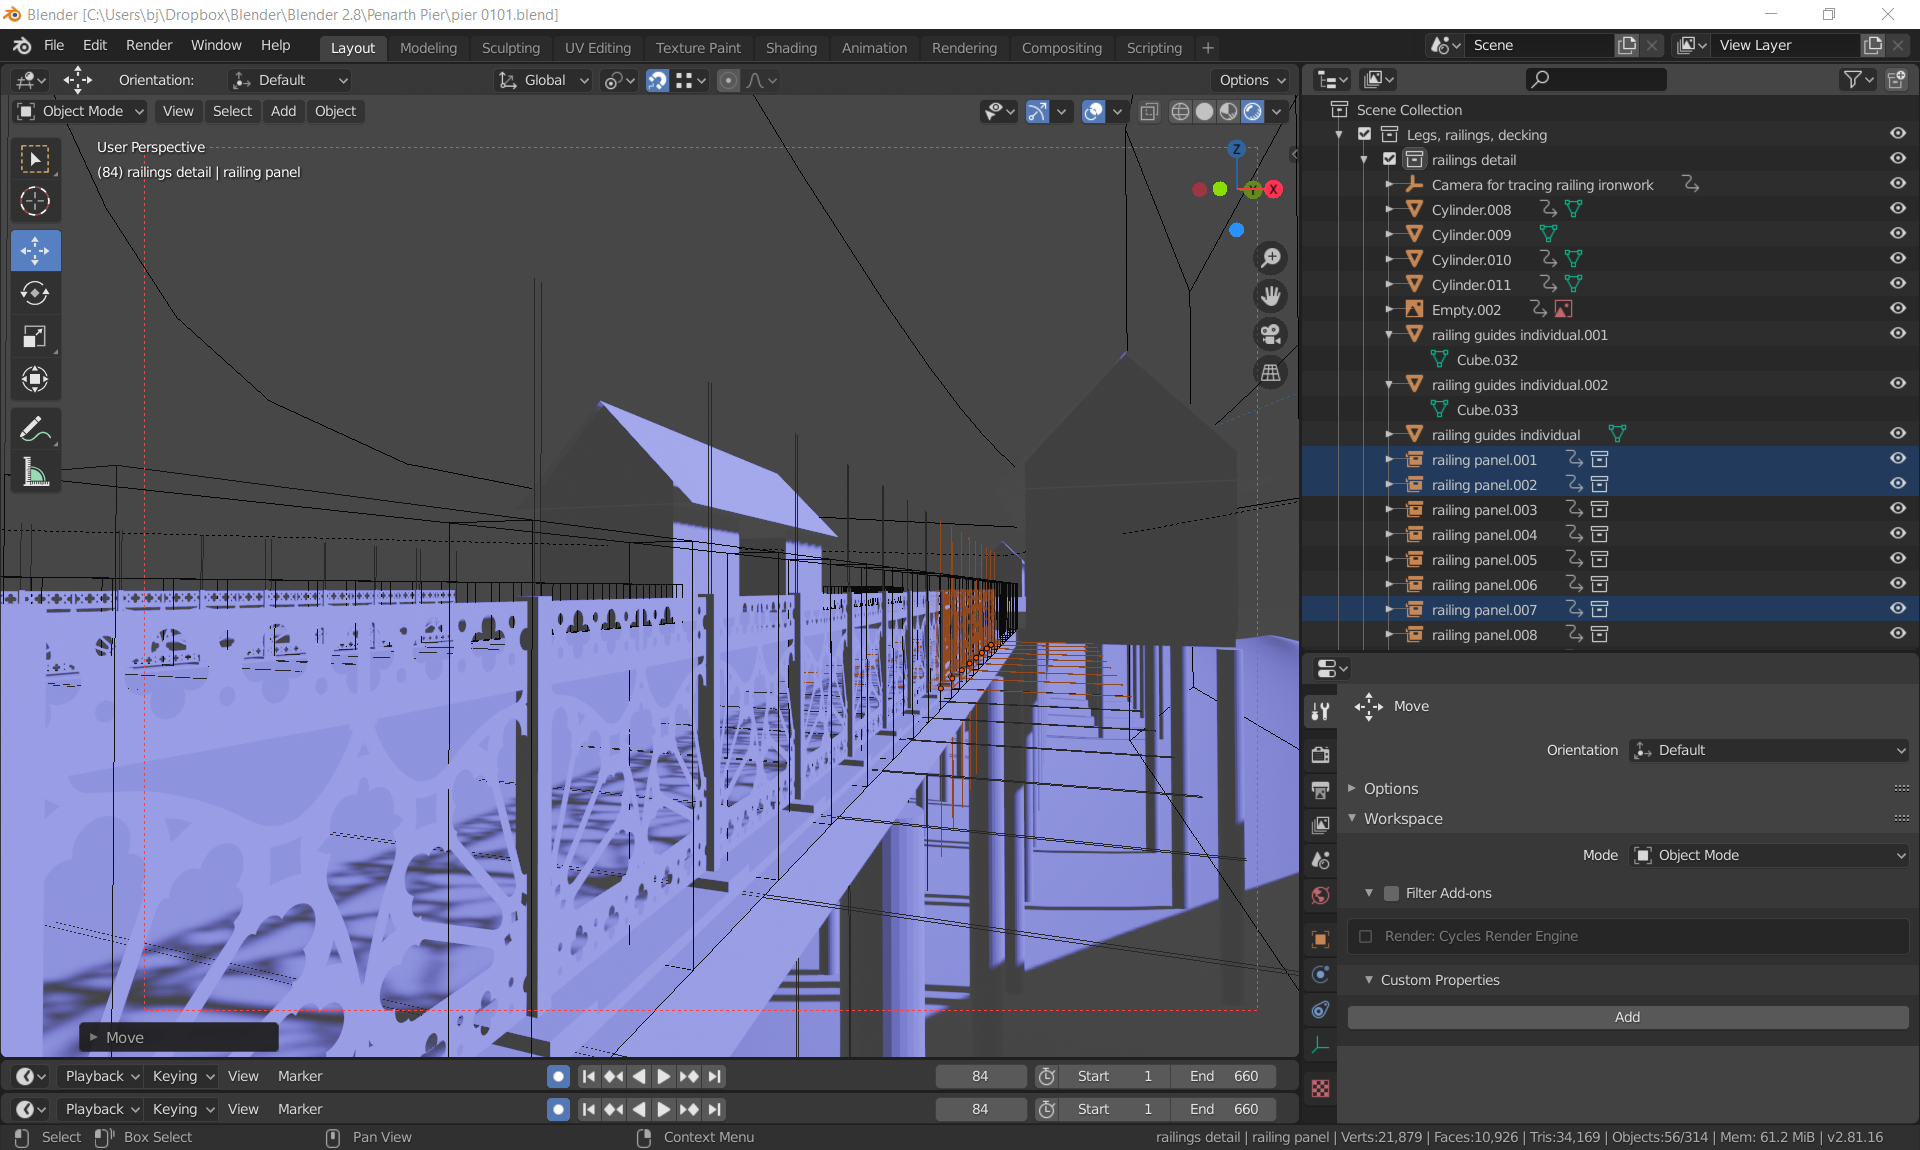 Blender [C:\Users\bj\Dropbox\Blender\Blender 2.8\Penarth Pier\pier 0101.blend]
File Edit Render Window Help Layout Modeling Sculpting UV Editing Texture Paint Shading Animation Rendering Compositing Scripting + Scene View Layer
Orientation: Default Global Options
Object Mode View Select Add Object
User Perspective
(84) railings detail | railing panel
Z
Y X
Move
Scene Collection
Legs, railings, decking
railings detail
Camera for tracing railing ironwork
Cylinder.008
Cylinder.009
Cylinder.010
Cylinder.011
Empty.002
railing guides individual.001
Cube.032
railing guides individual.002
Cube.033
railing guides individual
railing panel.001
railing panel.002
railing panel.003
railing panel.004
railing panel.005
railing panel.006
railing panel.007
railing panel.008
Move
Orientation Default
Options
Workspace
Mode Object Mode
Filter Add-ons
Render: Cycles Render Engine
Custom Properties
Add
Playback Keying View Marker 84 Start 1 End 660
Playback Keying View Marker 84 Start 1 End 660
Select Box Select Pan View Context Menu railings detail | railing panel | Verts:21,879 | Faces:10,926 | Tris:34,169 | Objects:56/314 | Mem: 61.2 MiB | v2.81.16